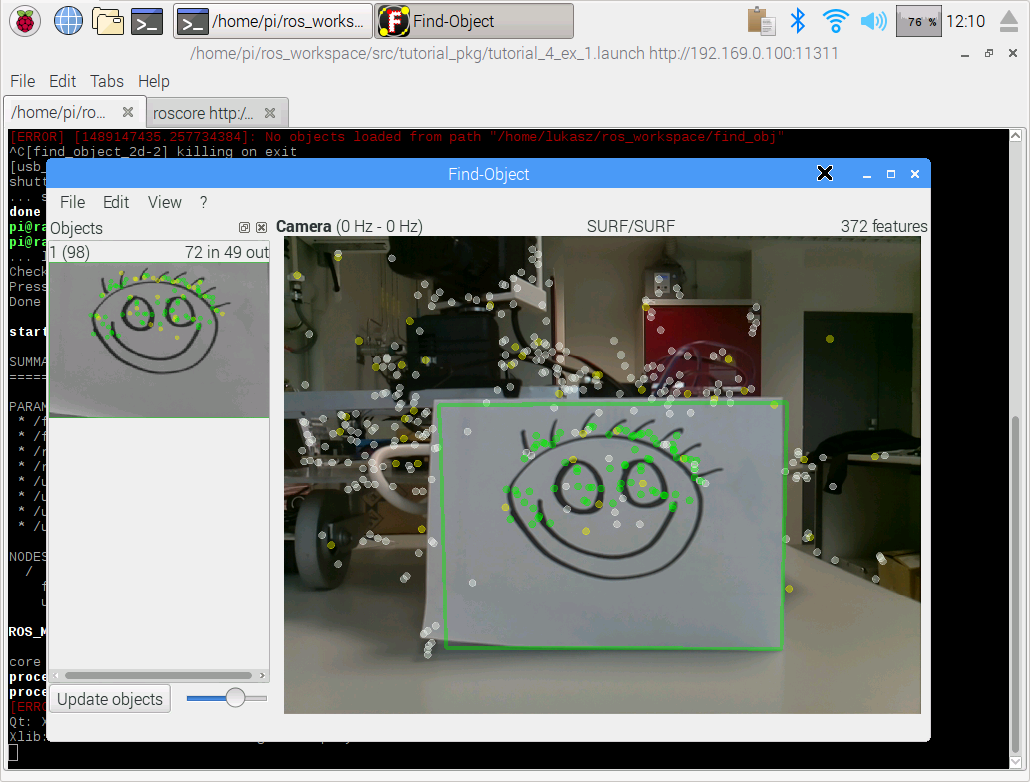 /home/pi/ros_works...
Find-Object
76 %
12:10
/home/pi/ros_workspace/src/tutorial_pkg/tutorial_4_ex_1.launch http://192.169.0.100:11311
File Edit Tabs Help
/home/pi/ro...
roscore http:/...
[ERROR] [1489147435.257734384]: No objects loaded from path "/home/lukasz/ros_workspace/find_obj"
^C[find_object_2d-2] killing on exit
[usb_
shutt
... s
done
pi@ra
pi@ra
...
Check
Press
Done
start
SUMMA
=====
PARAM
* /f
* /f
* /r
* /r
* /u
* /u
* /u
* /u
NODES
/
f
u
ROS_M
core
proce
proce
[ERRO
Qt: X
Xlib:
Find-Object
File Edit View ?
Objects
Camera (0 Hz - 0 Hz)
SURF/SURF
372 features
1 (98)
72 in 49 out
Update objects